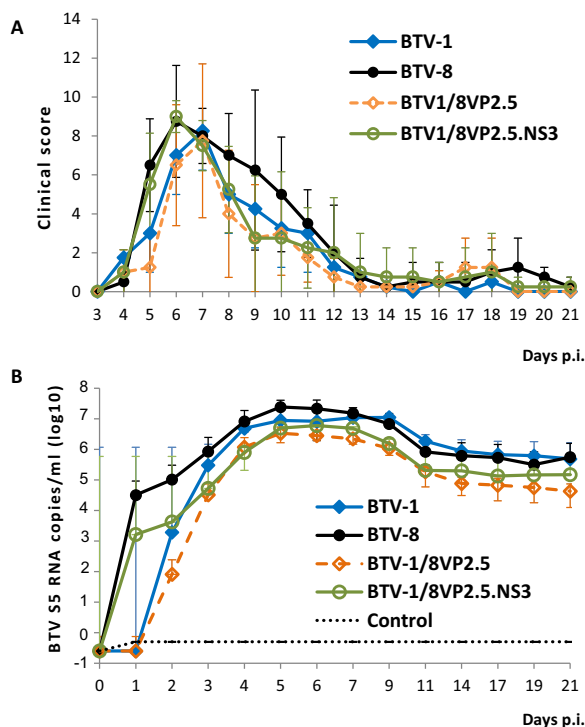 A
Clinical score
14
12
10
8
6
4
2
0
3 4 5 6 7 8 9 10 11 12 13 14 15 16 17 18 19 20 21
Days p.i.
BTV-1
BTV-8
BTV1/8VP2.5
BTV1/8VP2.5.NS3
B
BTV S5 RNA copies/ml (log10)
8
7
6
5
4
3
2
1
0
-1
0 1 2 3 4 5 6 7 9 11 14 15 16 19 21
Days p.i.
BTV-1
BTV-8
BTV-1/8VP2.5
BTV-1/8VP2.5.NS3
Control